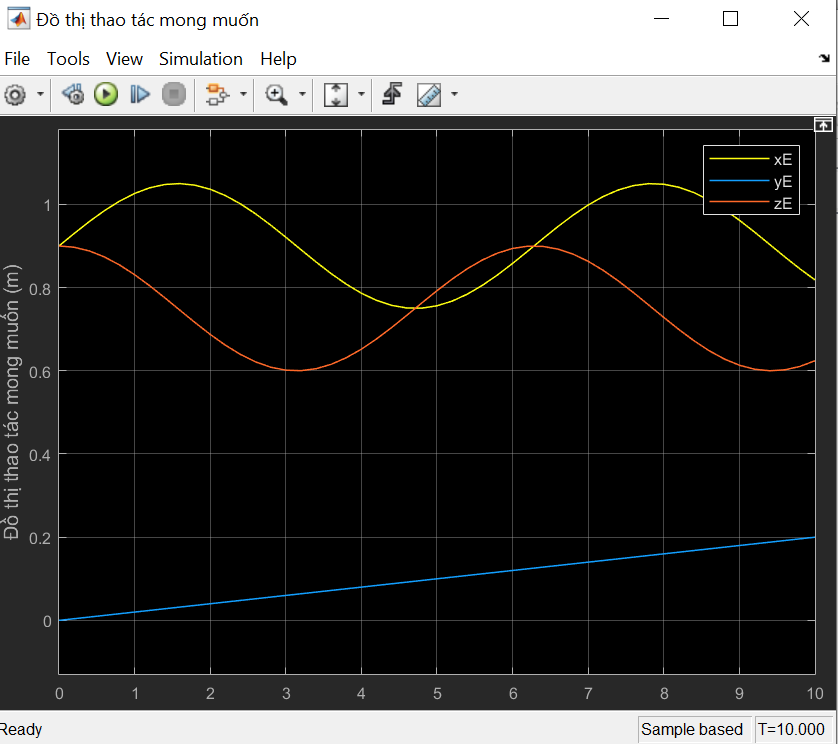 Đồ thị thao tác mong muốn
File Tools View Simulation Help
xE
yE
zE
Đồ thị thao tác mong muốn (m)
1
0.8
0.6
0.4
0.2
0
0 1 2 3 4 5 6 7 8 9 10
Ready Sample based T=10.000